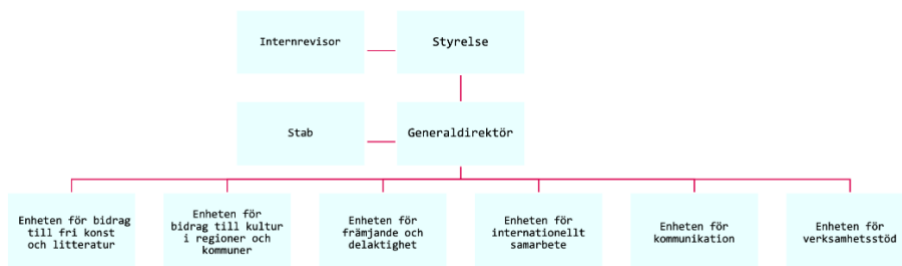 Internrevisor
Styrelse
Stab
Generaldirektör
Enheten för bidrag
till fri konst
och litteratur
Enheten för
bidrag till kultur
i regioner och
kommuner
Enheten för
främjande och
delaktighet
Enheten för
internationellt
samarbete
Enheten för
kommunikation
Enheten för
verksamhetsstöd